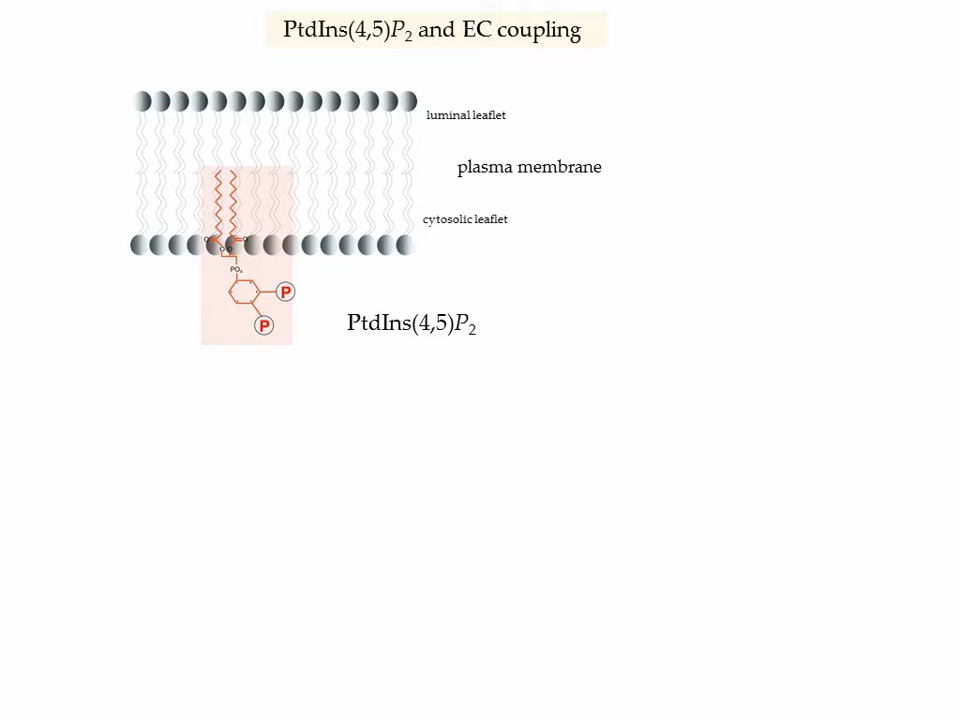 PtdIns(4,5)P₂ and EC coupling
luminal leaflet
plasma membrane
cytosolic leaflet
O O
O O
PO₄
P
P
PtdIns(4,5)P₂